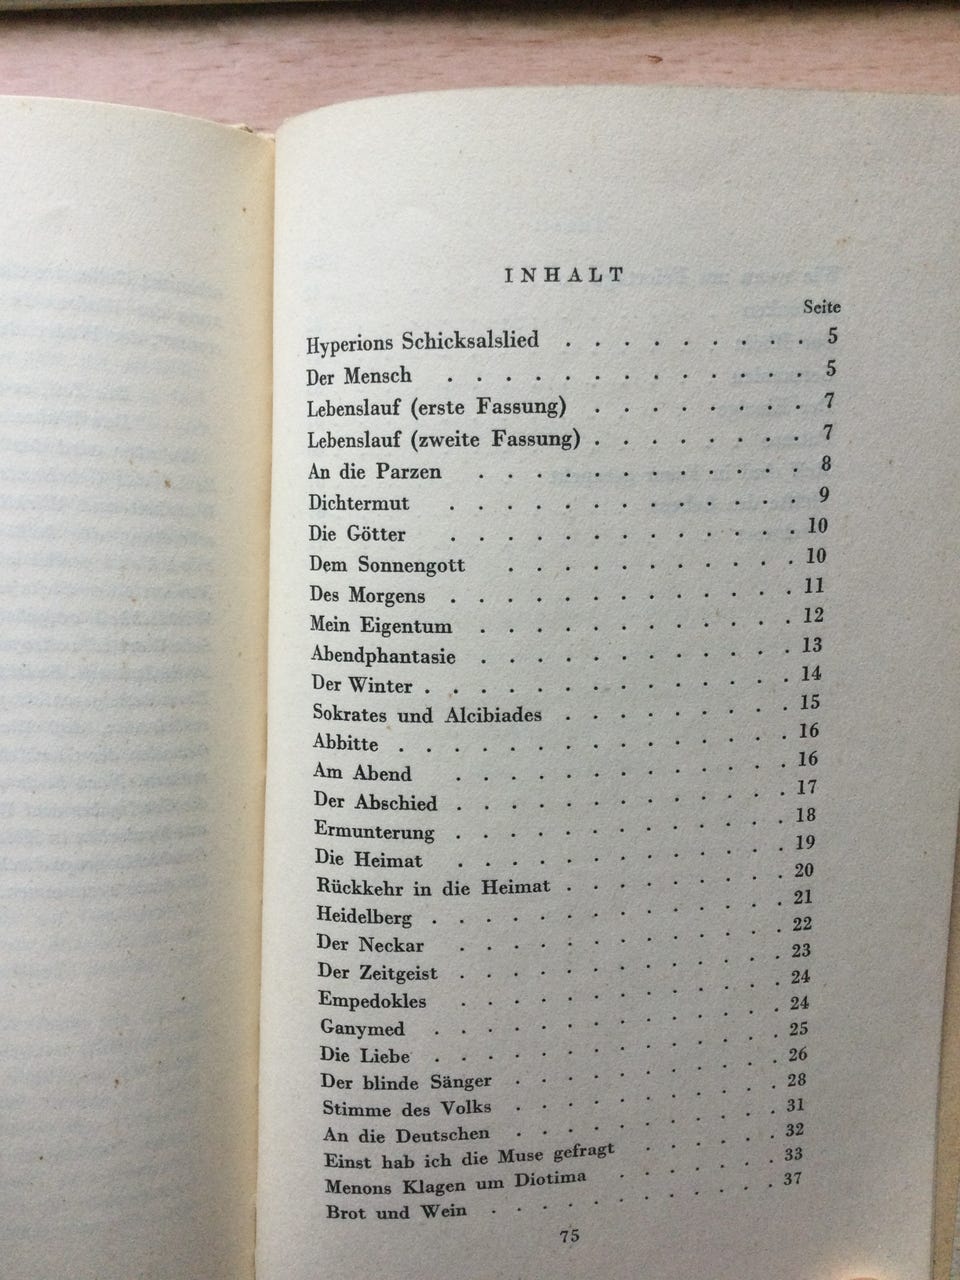 INHALT
Seite
Hyperions Schicksalslied . . . . . . . . . . 5
Der Mensch . . . . . . . . . . . . . 5
Lebenslauf (erste Fassung) . . . . . . . . 7
Lebenslauf (zweite Fassung) . . . . . . . . 7
An die Parzen . . . . . . . . . . . . 8
Dichtermut . . . . . . . . . . . . . 9
Die Götter . . . . . . . . . . . . . 10
Dem Sonnengott . . . . . . . . . . . 10
Des Morgens . . . . . . . . . . . . . 11
Mein Eigentum . . . . . . . . . . . . 12
Abendphantasie . . . . . . . . . . . . 13
Der Winter . . . . . . . . . . . . . . 14
Sokrates und Alcibiades . . . . . . . . . 15
Abbitte . . . . . . . . . . . . . . . 16
Am Abend . . . . . . . . . . . . . 16
Der Abschied . . . . . . . . . . . . . 17
Ermunterung . . . . . . . . . . . . . 18
Die Heimat . . . . . . . . . . . . . 19
Rückkehr in die Heimat . . . . . . . . . 20
Heidelberg . . . . . . . . . . . . . . 21
Der Neckar . . . . . . . . . . . . . 22
Der Zeitgeist . . . . . . . . . . . . . 23
Empedokles . . . . . . . . . . . . . 24
Ganymed . . . . . . . . . . . . . . 24
Die Liebe . . . . . . . . . . . . . . 25
Der blinde Sänger . . . . . . . . . . . 26
Stimme des Volks . . . . . . . . . . . 28
An die Deutschen . . . . . . . . . . . 31
Einst hab ich die Muse gefragt . . . . . . 32
Menons Klagen um Diotima . . . . . . . 33
Brot und Wein . . . . . . . . . . . . 37
75